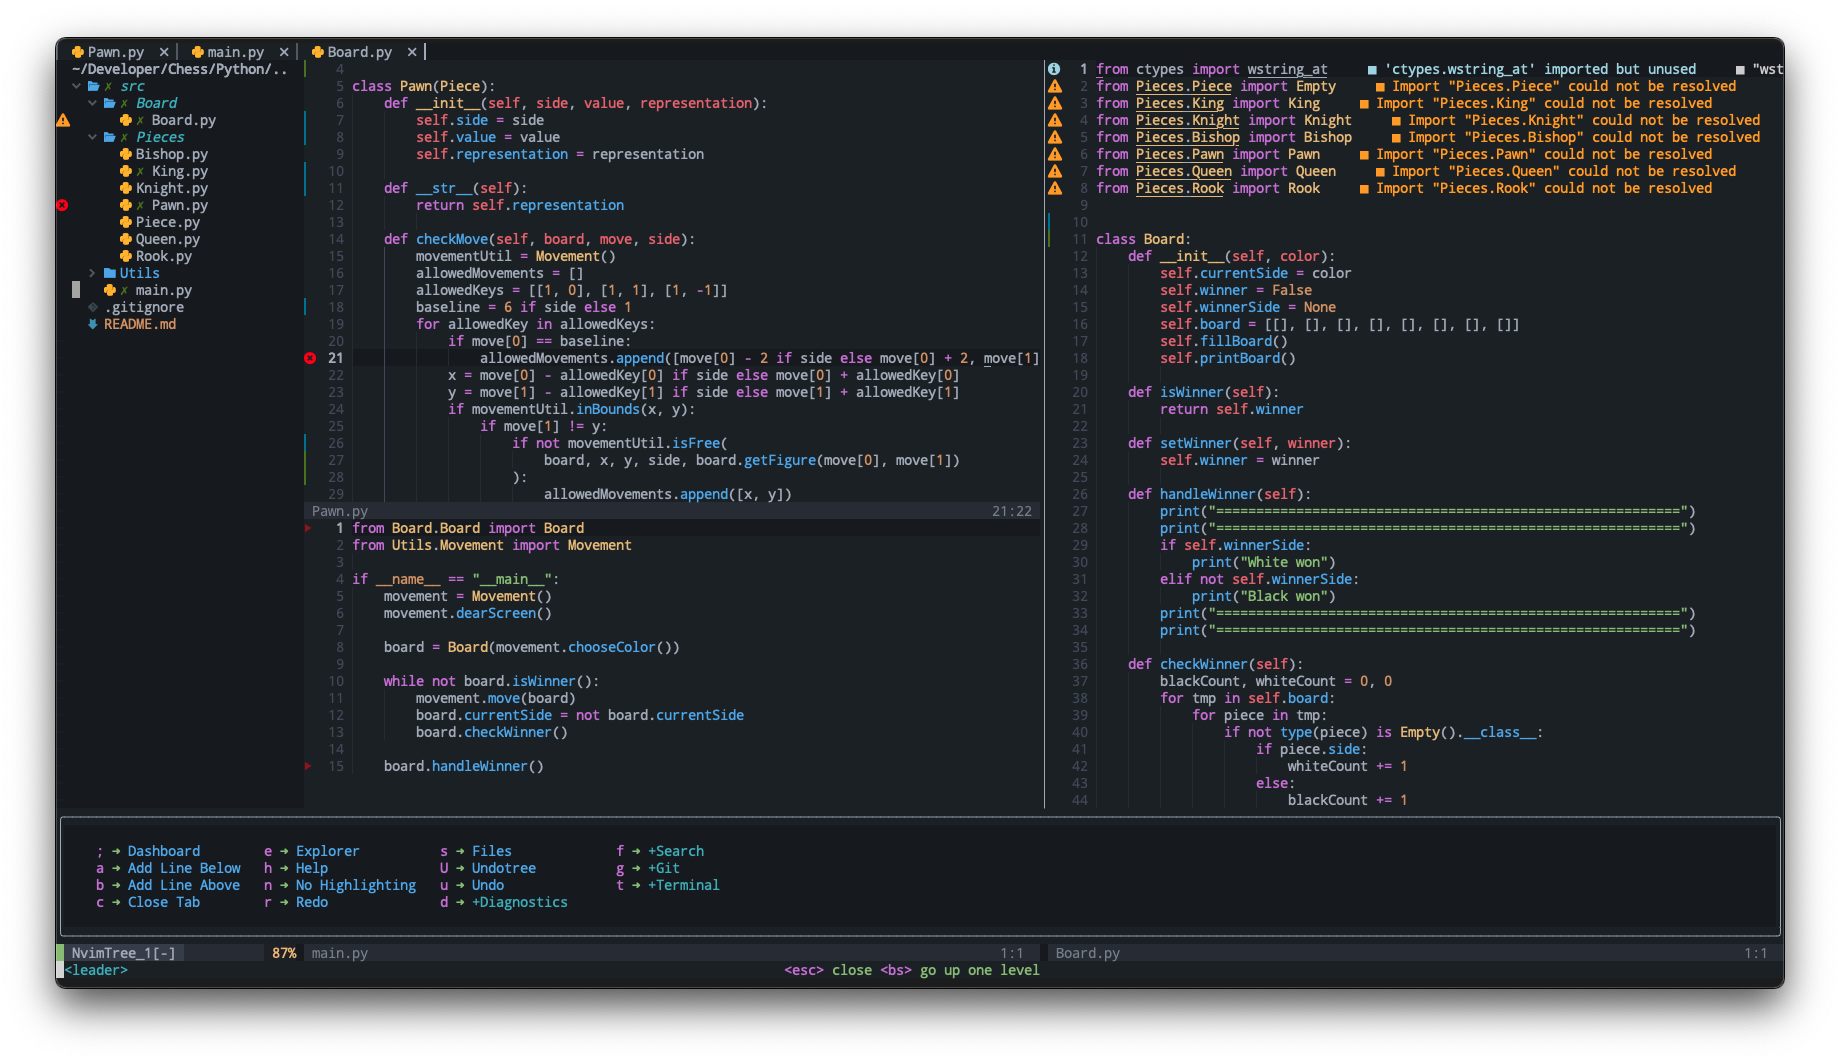 Pawn.py ✕ main.py ✕ Board.py ✕
~/Developer/Chess/Python/..
src
Board
Board.py
Pieces
Bishop.py
King.py
Knight.py
Pawn.py
Piece.py
Queen.py
Rook.py
Utils
main.py
.gitignore
README.md
4
5 class Pawn(Piece):
6 def __init__(self, side, value, representation):
7 self.side = side
8 self.value = value
9 self.representation = representation
10
11 def __str__(self):
12 return self.representation
13
14 def checkMove(self, board, move, side):
15 movementUtil = Movement()
16 allowedMovements = []
17 allowedKeys = [[1, 0], [1, 1], [1, -1]]
18 baseline = 6 if side else 1
19 for allowedKey in allowedKeys:
20 if move[0] == baseline:
21 allowedMovements.append([move[0] - 2 if side else move[0] + 2, move[1]
22 x = move[0] - allowedKey[0] if side else move[0] + allowedKey[0]
23 y = move[1] - allowedKey[1] if side else move[1] + allowedKey[1]
24 if movementUtil.inBounds(x, y):
25 if move[1] != y:
26 if not movementUtil.isFree(
27 board, x, y, side, board.getFigure(move[0], move[1])
28 ):
29 allowedMovements.append([x, y])
Pawn.py 21:22
1 from Board.Board import Board
2 from Utils.Movement import Movement
3
4 if __name__ == "__main__":
5 movement = Movement()
6 movement.dearScreen()
7
8 board = Board(movement.chooseColor())
9
10 while not board.isWinner():
11 movement.move(board)
12 board.currentSide = not board.currentSide
13 board.checkWinner()
14
15 board.handleWinner()
1 from ctypes import wstring_at ■ 'ctypes.wstring_at' imported but unused ■ "wst
2 from Pieces.Piece import Empty ■ Import "Pieces.Piece" could not be resolved
3 from Pieces.King import King ■ Import "Pieces.King" could not be resolved
4 from Pieces.Knight import Knight ■ Import "Pieces.Knight" could not be resolved
5 from Pieces.Bishop import Bishop ■ Import "Pieces.Bishop" could not be resolved
6 from Pieces.Pawn import Pawn ■ Import "Pieces.Pawn" could not be resolved
7 from Pieces.Queen import Queen ■ Import "Pieces.Queen" could not be resolved
8 from Pieces.Rook import Rook ■ Import "Pieces.Rook" could not be resolved
9
10
11 class Board:
12 def __init__(self, color):
13 self.currentSide = color
14 self.winner = False
15 self.winnerSide = None
16 self.board = [[], [], [], [], [], [], [], []]
17 self.fillBoard()
18 self.printBoard()
19
20 def isWinner(self):
21 return self.winner
22
23 def setWinner(self, winner):
24 self.winner = winner
25
26 def handleWinner(self):
27 print("==========================================================")
28 print("==========================================================")
29 if self.winnerSide:
30 print("White won")
31 elif not self.winnerSide:
32 print("Black won")
33 print("==========================================================")
34 print("==========================================================")
35
36 def checkWinner(self):
37 blackCount, whiteCount = 0, 0
38 for tmp in self.board:
39 for piece in tmp:
40 if not type(piece) is Empty().__class__:
41 if piece.side:
42 whiteCount += 1
43 else:
44 blackCount += 1
; → Dashboard e → Explorer s → Files f → +Search
a → Add Line Below h → Help U → Undotree g → +Git
b → Add Line Above n → No Highlighting u → Undo t → +Terminal
c → Close Tab r → Redo d → +Diagnostics
NvimTree_1[-] 87% main.py 1:1 Board.py 1:1
<leader> <esc> close <bs> go up one level